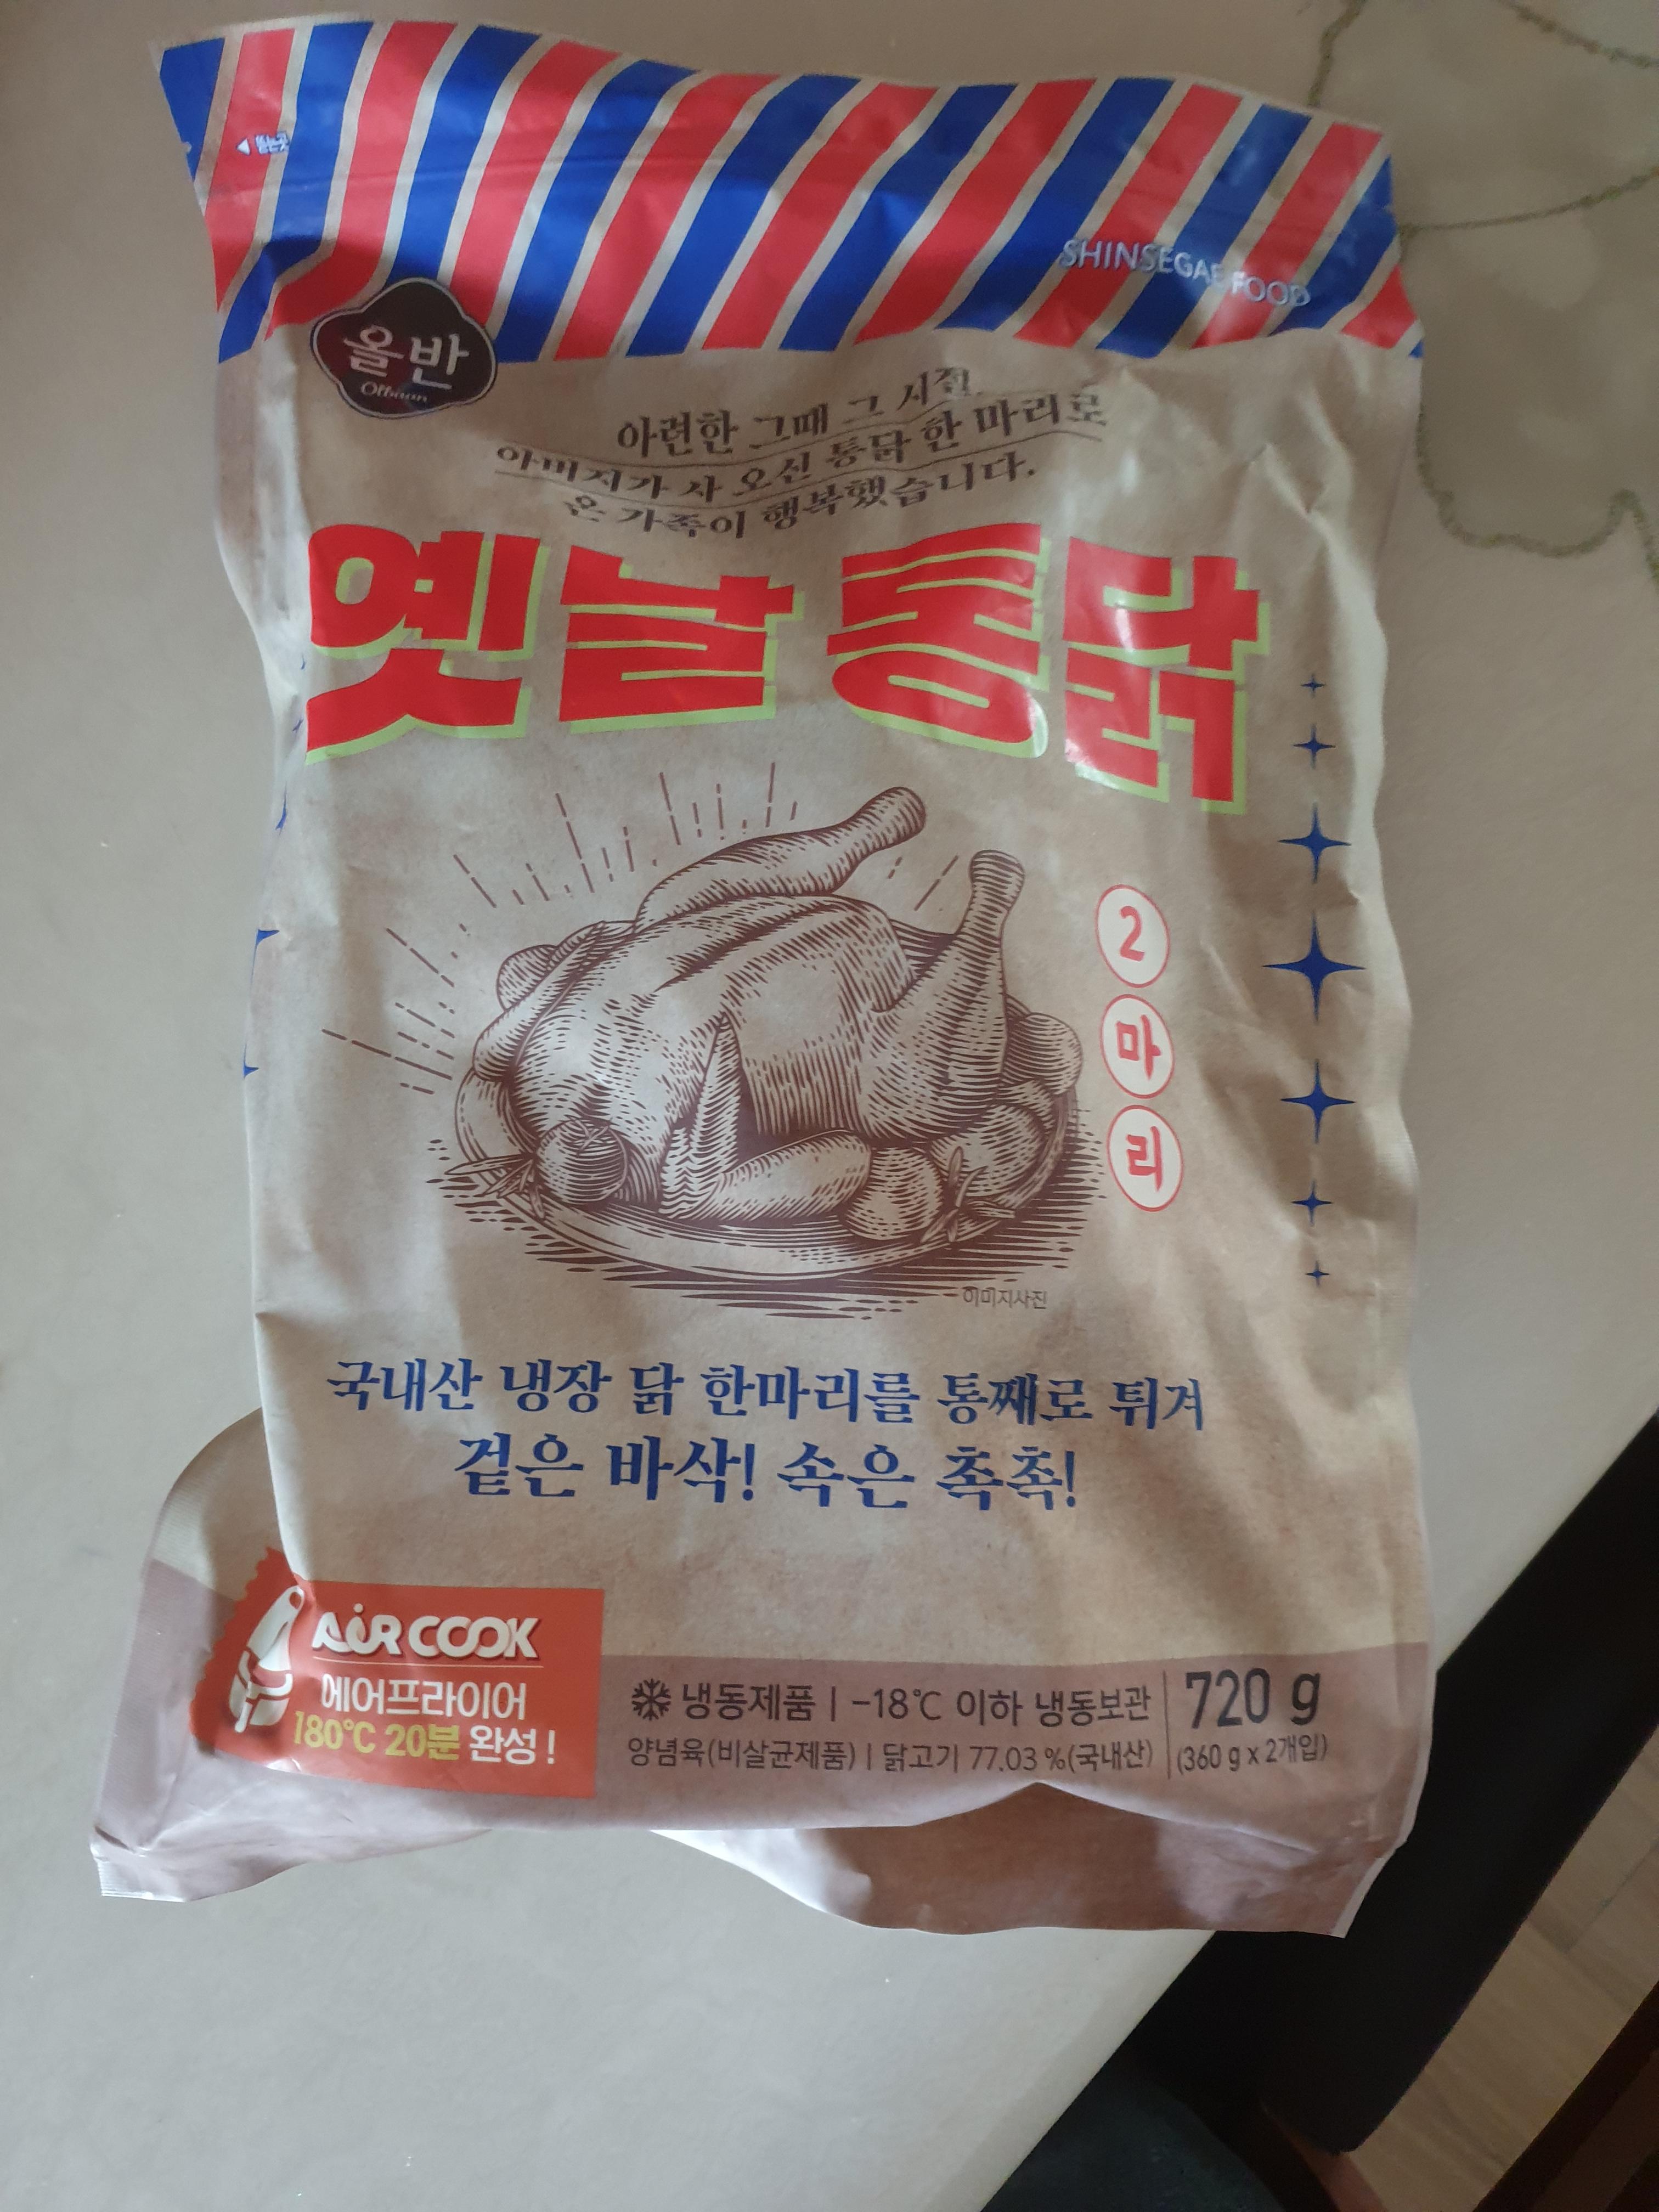 뜯는곳
SHINSEGAE FOOD
올반
Olbaan
아련한 그때 그 시절
아버지가 사 오신 통닭 한 마리로
온 가족이 행복했습니다.
옛날 통닭
2
마
리
이미지사진
국내산 냉장 닭 한마리를 통째로 튀겨
겉은 바삭! 속은 촉촉!
AIR COOK
에어프라이어
180℃ 20분 완성!
냉동제품 | -18℃ 이하 냉동보관
양념육(비살균제품) | 닭고기 77.03 %(국내산)
720 g
(360 g x 2개입)